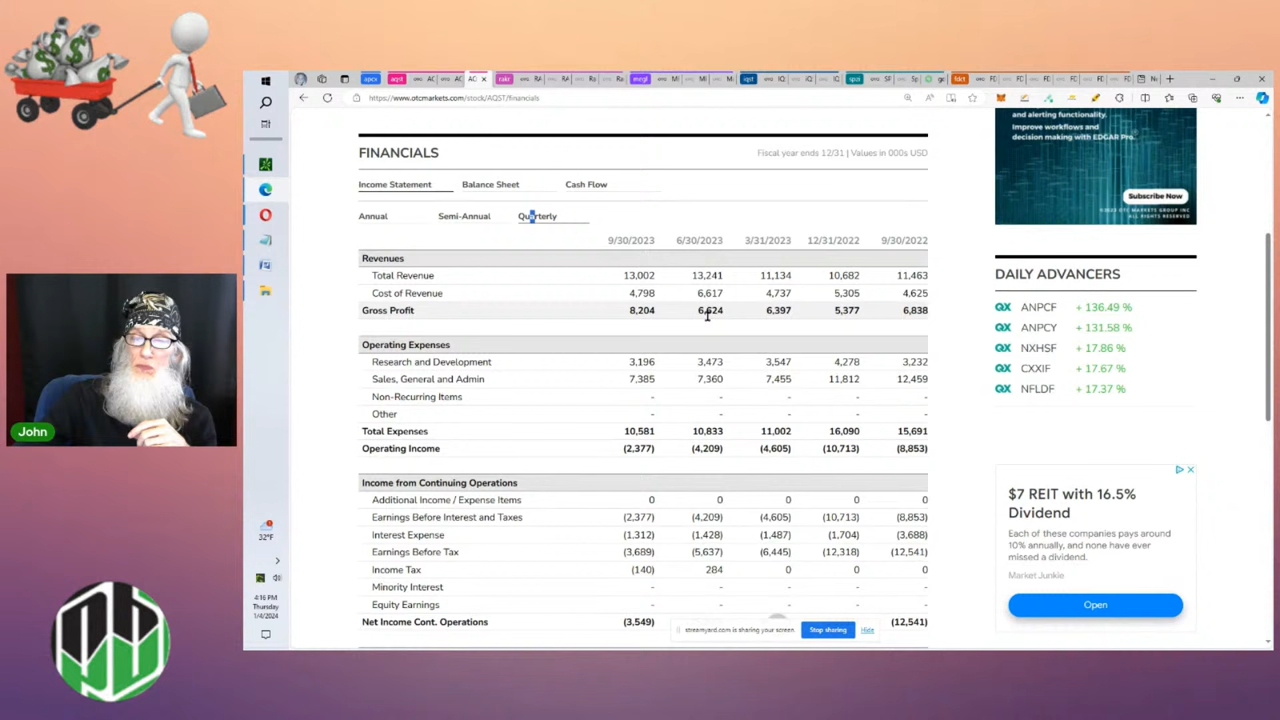 https://www.otcmarkets.com/stock/AQST/financials
FINANCIALS
Fiscal year ends 12/31 | Values in 000s USD
Income Statement Balance Sheet Cash Flow
Annual Semi-Annual Quarterly
9/30/2023 6/30/2023 3/31/2023 12/31/2022 9/30/2022
Revenues
Total Revenue 13,002 13,241 11,134 10,682 11,463
Cost of Revenue 4,798 6,617 4,737 5,305 4,625
Gross Profit 8,204 6,624 6,397 5,377 6,838
Operating Expenses
Research and Development 3,196 3,473 3,547 4,278 3,232
Sales, General and Admin 7,385 7,360 7,455 11,812 12,459
Non-Recurring Items - - - - -
Other - - - - -
Total Expenses 10,581 10,833 11,002 16,090 15,691
Operating Income (2,377) (4,209) (4,605) (10,713) (8,853)
Income from Continuing Operations
Additional Income / Expense Items 0 0 0 0 0
Earnings Before Interest and Taxes (2,377) (4,209) (4,605) (10,713) (8,853)
Interest Expense (1,312) (1,428) (1,487) (1,704) (3,688)
Earnings Before Tax (3,689) (5,637) (6,445) (12,318) (12,541)
Income Tax (140) 284 0 0 0
Minority Interest - - - - -
Equity Earnings - - - - -
Net Income Cont. Operations (3,549) (12,541)
streamyard.com is sharing your screen. Stop sharing Hide
and alerting functionality.
Improve workflows and
decision making with EDGAR Pro.
Subscribe Now
DAILY ADVANCERS
QX ANPCF + 136.49 %
QX ANPCY + 131.58 %
QX NXHSF + 17.86 %
QX CXXIF + 17.67 %
QX NFLDF + 17.37 %
$7 REIT with 16.5%
Dividend
Each of these companies pays around
10% annually, and none have ever
missed a dividend.
Market Junkie
Open
John
32°F
4:16 PM
Thursday
1/4/2024